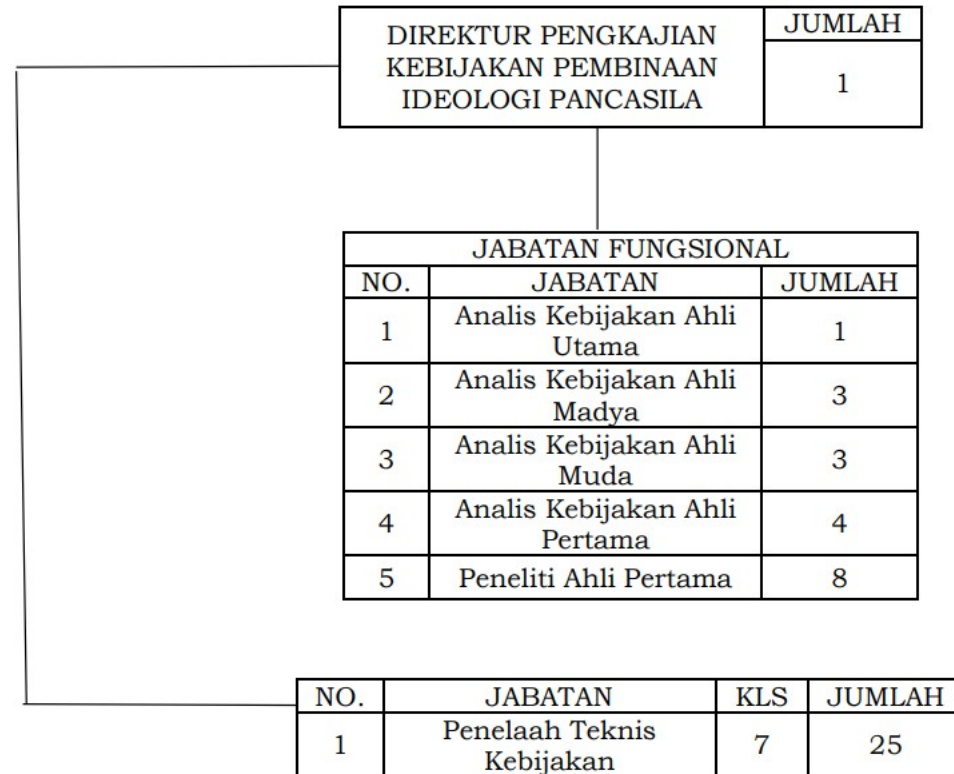 DIREKTUR PENGKAJIAN KEBIJAKAN PEMBINAAN IDEOLOGI PANCASILA JUMLAH 1
JABATAN FUNGSIONAL
NO. JABATAN JUMLAH
1 Analis Kebijakan Ahli Utama 1
2 Analis Kebijakan Ahli Madya 3
3 Analis Kebijakan Ahli Muda 3
4 Analis Kebijakan Ahli Pertama 4
5 Peneliti Ahli Pertama 8
NO. JABATAN KLS JUMLAH
1 Penelaah Teknis Kebijakan 7 25